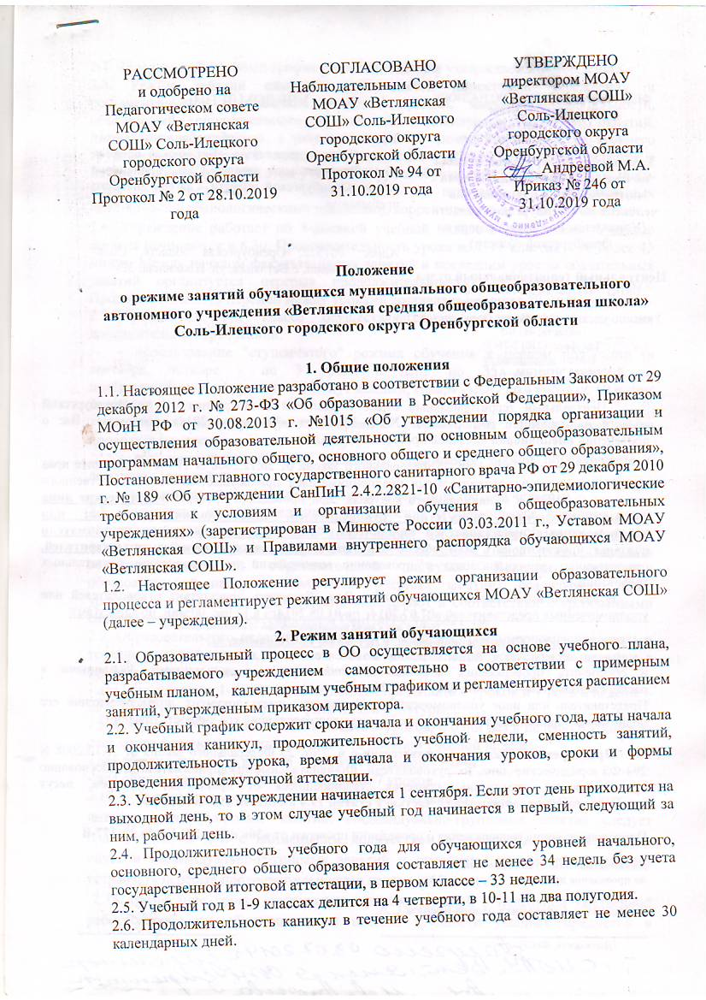 РАССМОТРЕНО
и одобрено на
Педагогическом совете
МОАУ «Ветлянская
СОШ» Соль-Илецкого
городского округа
Оренбургской области
Протокол № 2 от 28.10.2019
года
СОГЛАСОВАНО
Наблюдательным Советом
МОАУ «Ветлянская
СОШ» Соль-Илецкого
городского округа
Оренбургской области
Протокол № 94 от
31.10.2019 года
УТВЕРЖДЕНО
директором МОАУ
«Ветлянская СОШ»
Соль-Илецкого
городского округа
Оренбургской области
Андреевой М.А.
Приказ № 246 от
31.10.2019 года
Положение
о режиме занятий обучающихся муниципального общеобразовательного
автономного учреждения «Ветлянская средняя общеобразовательная школа»
Соль-Илецкого городского округа Оренбургской области
1. Общие положения
1.1. Настоящее Положение разработано в соответствии с Федеральным Законом от 29
декабря 2012 г. № 273-ФЗ «Об образовании в Российской Федерации», Приказом
МОиН РФ от 30.08.2013 г. №1015 «Об утверждении порядка организации и
осуществления образовательной деятельности по основным общеобразовательным
программам начального общего, основного общего и среднего общего образования»,
Постановлением главного государственного санитарного врача РФ от 29 декабря 2010
г. № 189 «Об утверждении СанПиН 2.4.2.2821-10 «Санитарно-эпидемиологические
требования к условиям и организации обучения в общеобразовательных
учреждениях» (зарегистрирован в Минюсте России 03.03.2011 г., Уставом МОАУ
«Ветлянская СОШ» и Правилами внутреннего распорядка обучающихся МОАУ
«Ветлянская СОШ».
1.2. Настоящее Положение регулирует режим организации образовательного
процесса и регламентирует режим занятий обучающихся МОАУ «Ветлянская СОШ»
(далее – учреждения).
2. Режим занятий обучающихся
2.1. Образовательный процесс в ОО осуществляется на основе учебного плана,
разрабатываемого учреждением самостоятельно в соответствии с примерным
учебным планом, календарным учебным графиком и регламентируется расписанием
занятий, утвержденным приказом директора.
2.2. Учебный график содержит сроки начала и окончания учебного года, даты начала
и окончания каникул, продолжительность учебной недели, сменность занятий,
продолжительность урока, время начала и окончания уроков, сроки и формы
проведения промежуточной аттестации.
2.3. Учебный год в учреждении начинается 1 сентября. Если этот день приходится на
выходной день, то в этом случае учебный год начинается в первый, следующий за
ним, рабочий день.
2.4. Продолжительность учебного года для обучающихся уровней начального,
основного, среднего общего образования составляет не менее 34 недель без учета
государственной итоговой аттестации, в первом классе – 33 недели.
2.5. Учебный год в 1-9 классах делится на 4 четверти, в 10-11 на два полугодия.
2.6. Продолжительность каникул в течение учебного года составляет не менее 30
календарных дней.